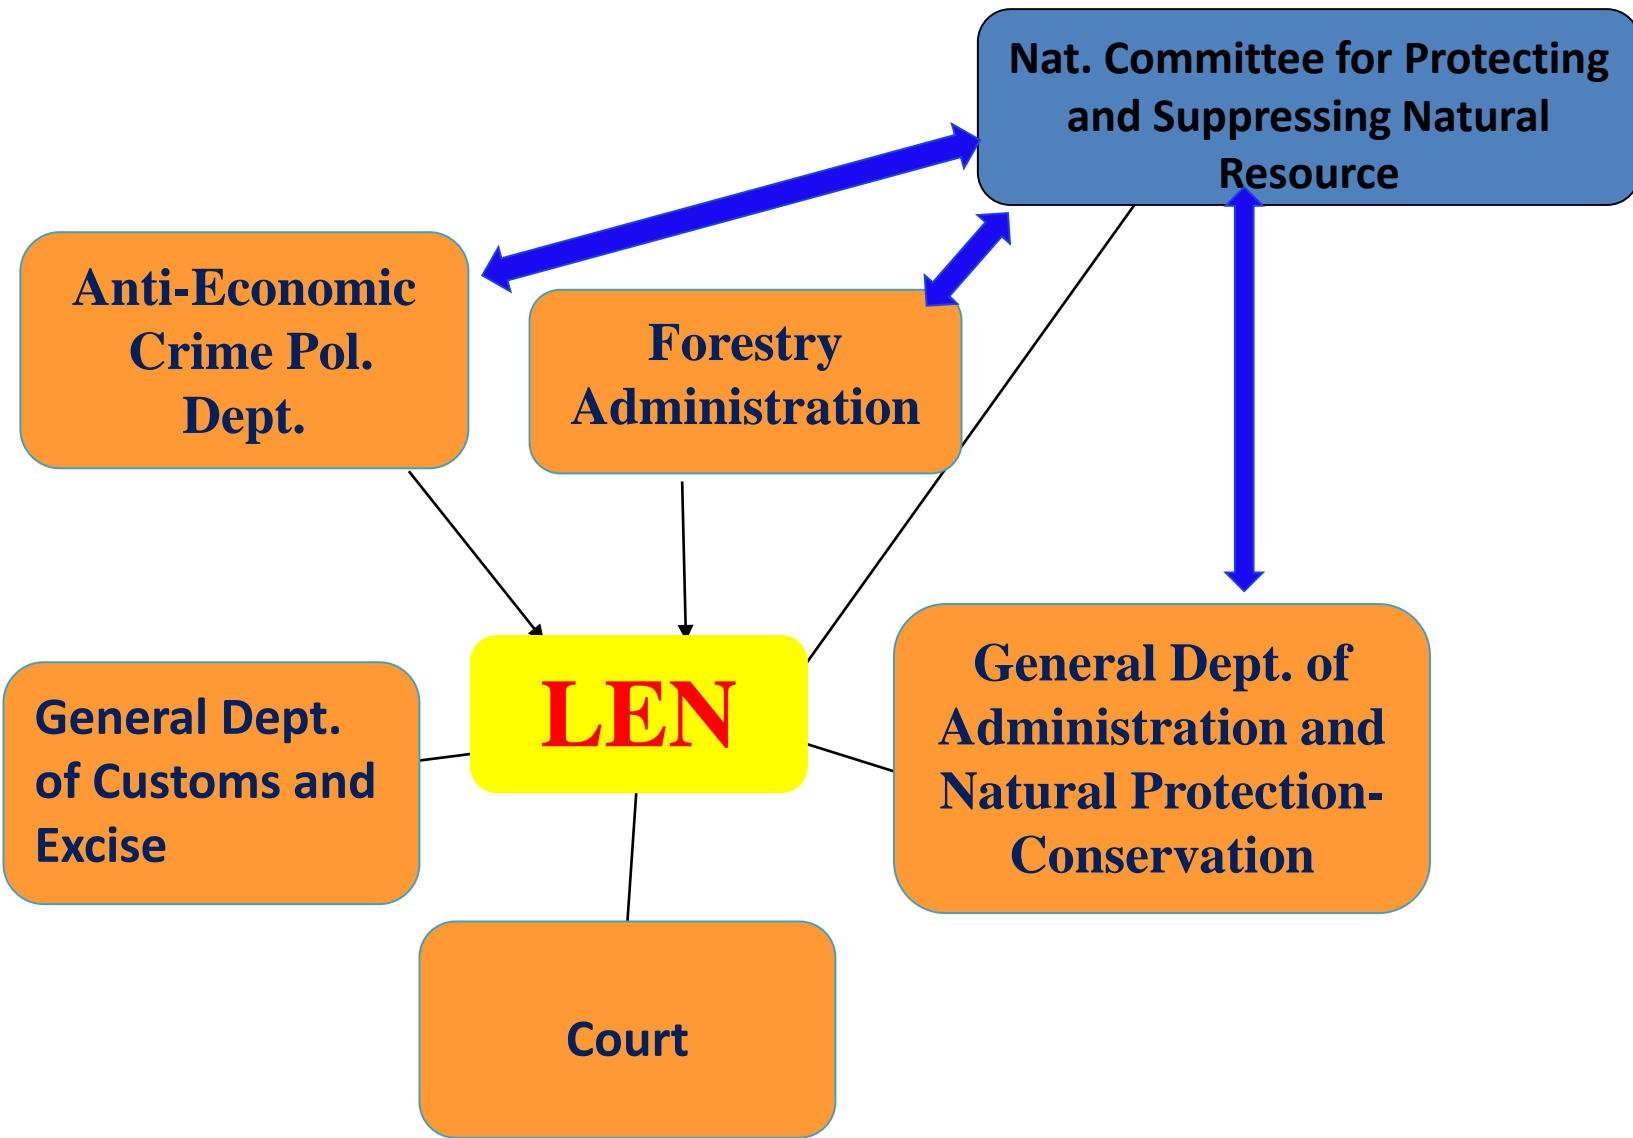 Nat. Committee for Protecting
and Suppressing Natural
Resource
Anti-Economic
Crime Pol.
Dept.
Forestry
Administration
LEN
General Dept.
of Customs and
Excise
General Dept. of
Administration and
Natural Protection-
Conservation
Court